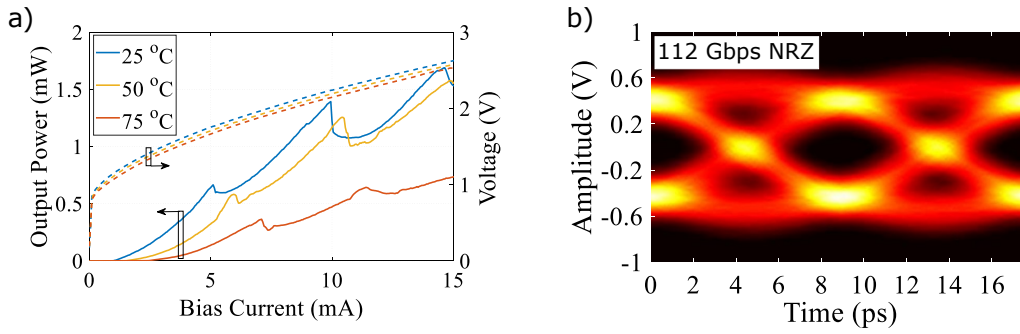 a)
2
1.5
1
0.5
0
Output Power (mW)
25 °C
50 °C
75 °C
3
2
1
0
Voltage (V)
0
5
10
15
Bias Current (mA)
b)
112 Gbps NRZ
1
0.6
0.2
-0.2
-0.6
-1
Amplitude (V)
0 2 4 6 8 10 12 14 16
Time (ps)